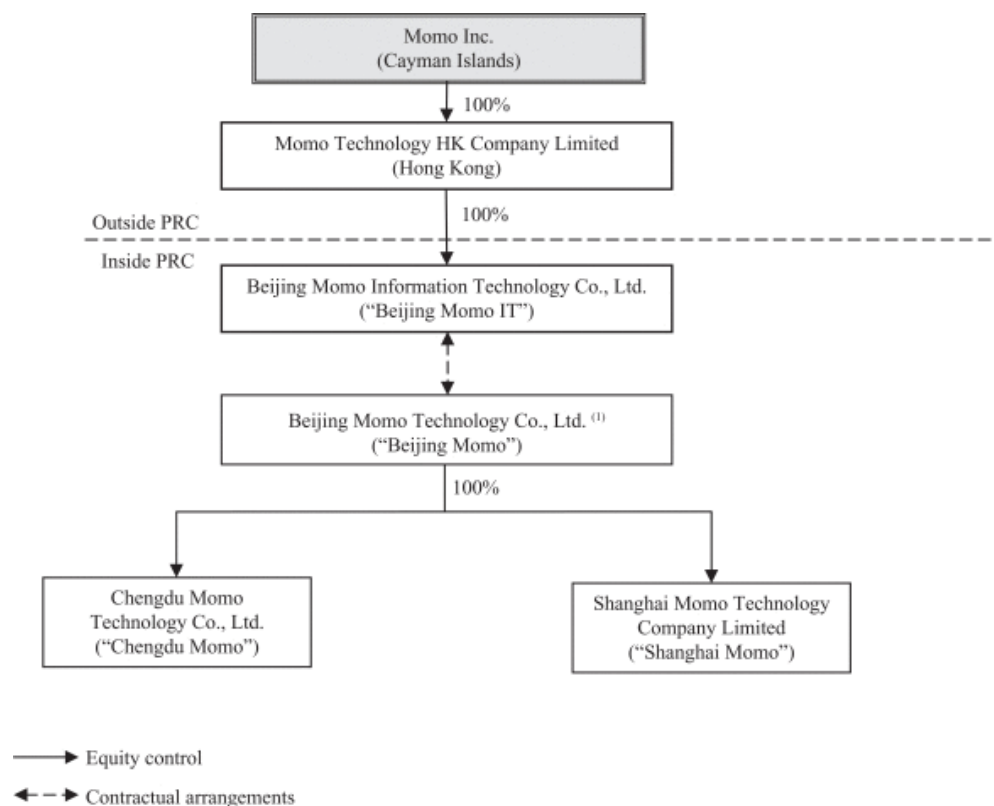 Momo Inc.
(Cayman Islands)
100%
Momo Technology HK Company Limited
(Hong Kong)
100%
Outside PRC
Inside PRC
Beijing Momo Information Technology Co., Ltd.
(“Beijing Momo IT”)
Beijing Momo Technology Co., Ltd. (1)
(“Beijing Momo”)
100%
Chengdu Momo
Technology Co., Ltd.
(“Chengdu Momo”)
Shanghai Momo Technology
Company Limited
(“Shanghai Momo”)
Equity control
Contractual arrangements